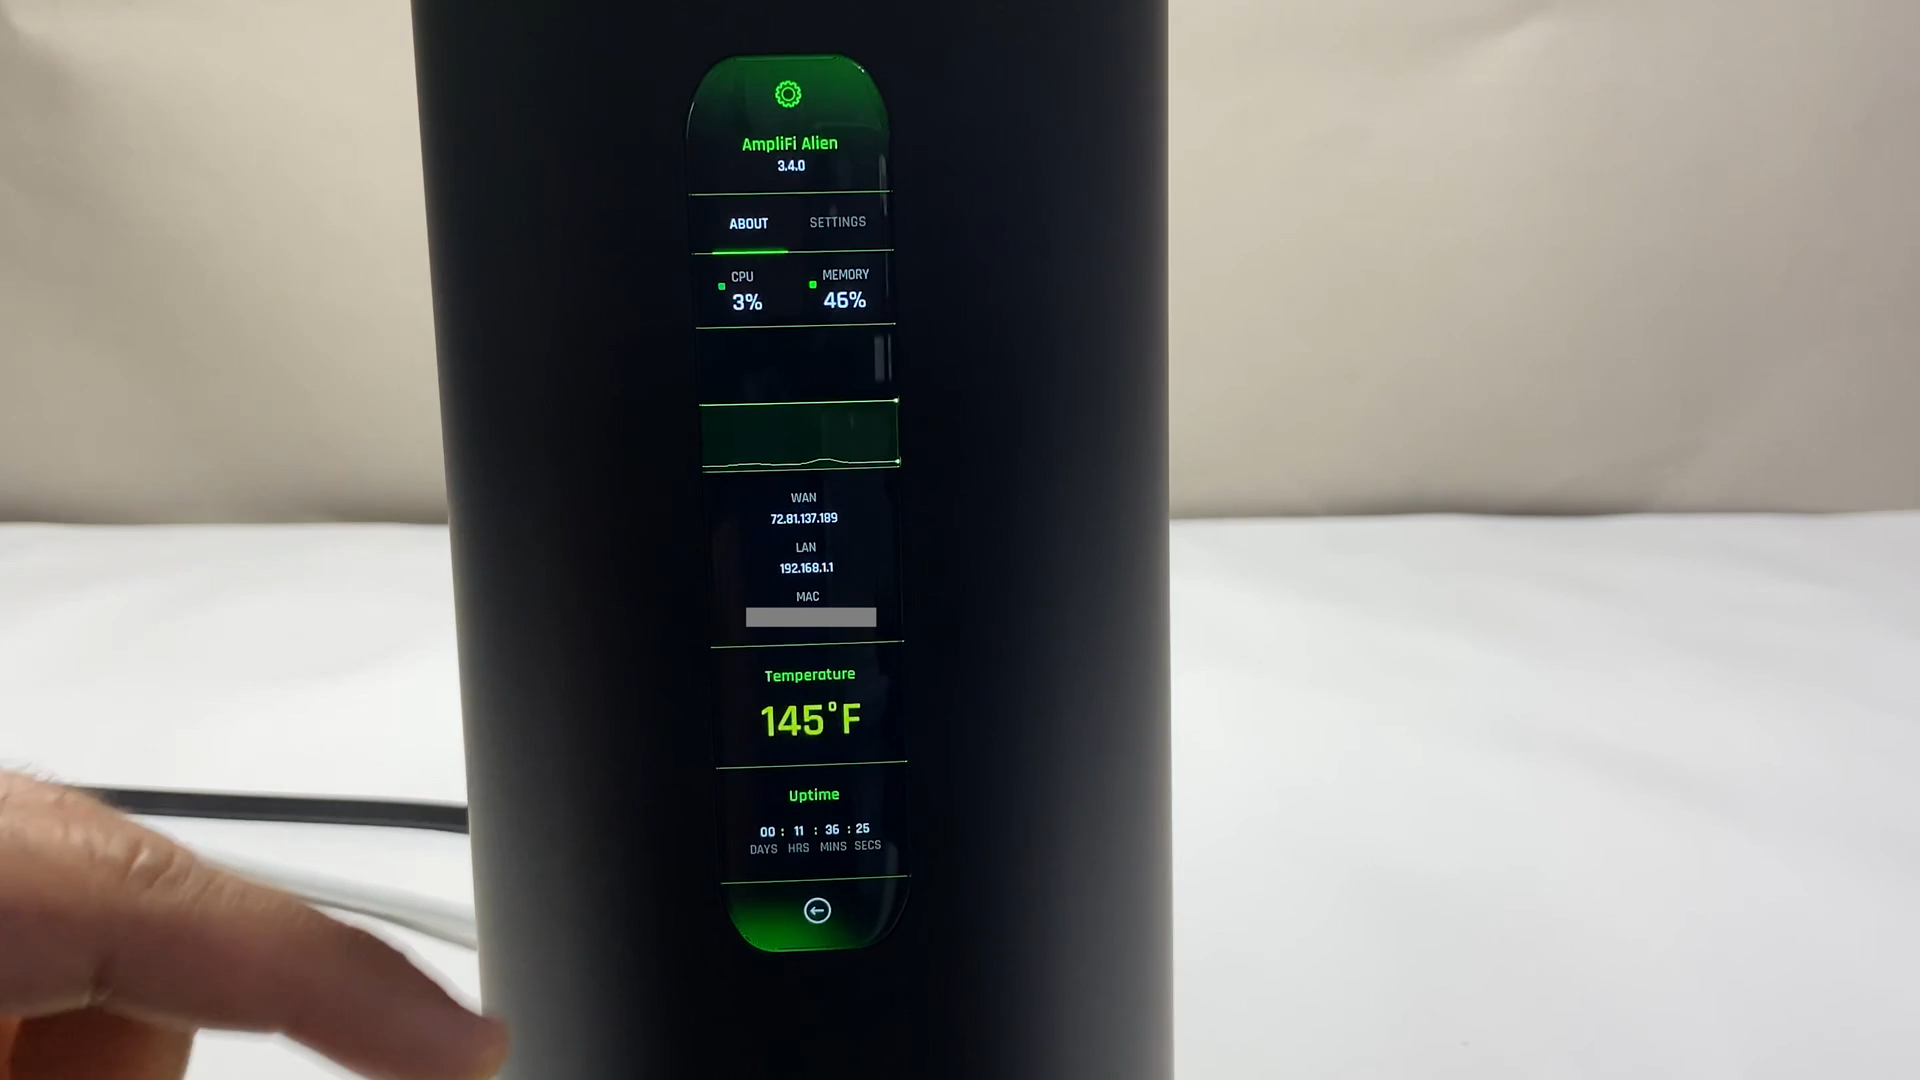 AmpliFi Alien
3.4.0
ABOUT SETTINGS
CPU MEMORY
3% 46%
WAN
72.81.137.189
LAN
192.168.1.1
MAC
Temperature
145°F
Uptime
00 : 11 : 36 : 25
DAYS HRS MINS SECS